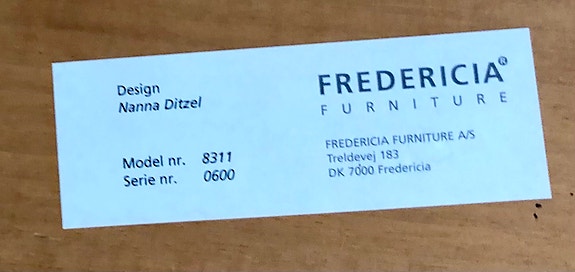 Design
Nanna Ditzel
Model nr. 8311
Serie nr. 0600
FREDERICIA®
FURNITURE
FREDERICIA FURNITURE A/S
Treldevej 183
DK 7000 Fredericia